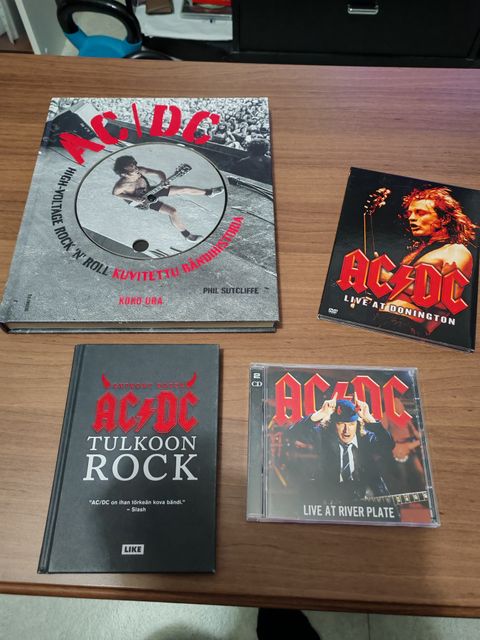 AC/DC
HIGH-VOLTAGE ROCK 'N' ROLL KUVITETTU BÄNDIHISTORIA
PHIL SUTCLIFFE
KOKO URA
AC/DC
LIVE AT DONINGTON
DVD
AC/DC
TULKOON
ROCK
"AC/DC on ihan törkeän kova bändi."
– Slash
LIKE
2
CD
AC/DC
LIVE AT RIVER PLATE